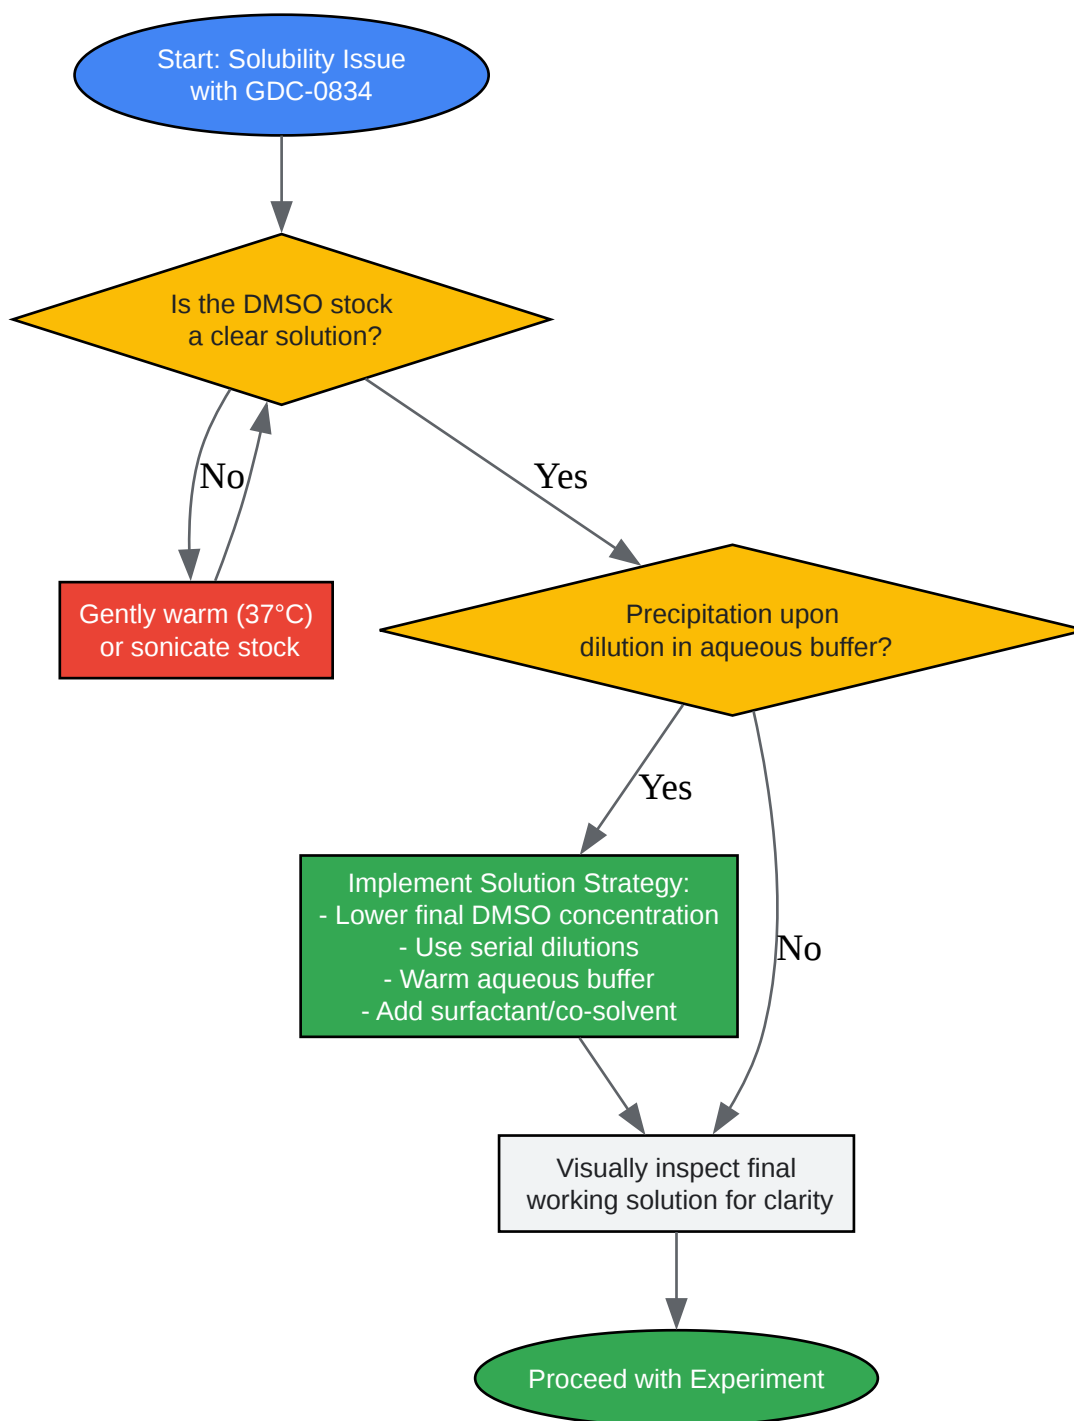 Start: Solubility Issue
with GDC-0834
Is the DMSO stock
a clear solution?
No
Yes
Gently warm (37°C)
or sonicate stock
Precipitation upon
dilution in aqueous buffer?
Yes
No
Implement Solution Strategy:
- Lower final DMSO concentration
- Use serial dilutions
- Warm aqueous buffer
- Add surfactant/co-solvent
Visually inspect final
working solution for clarity
Proceed with Experiment